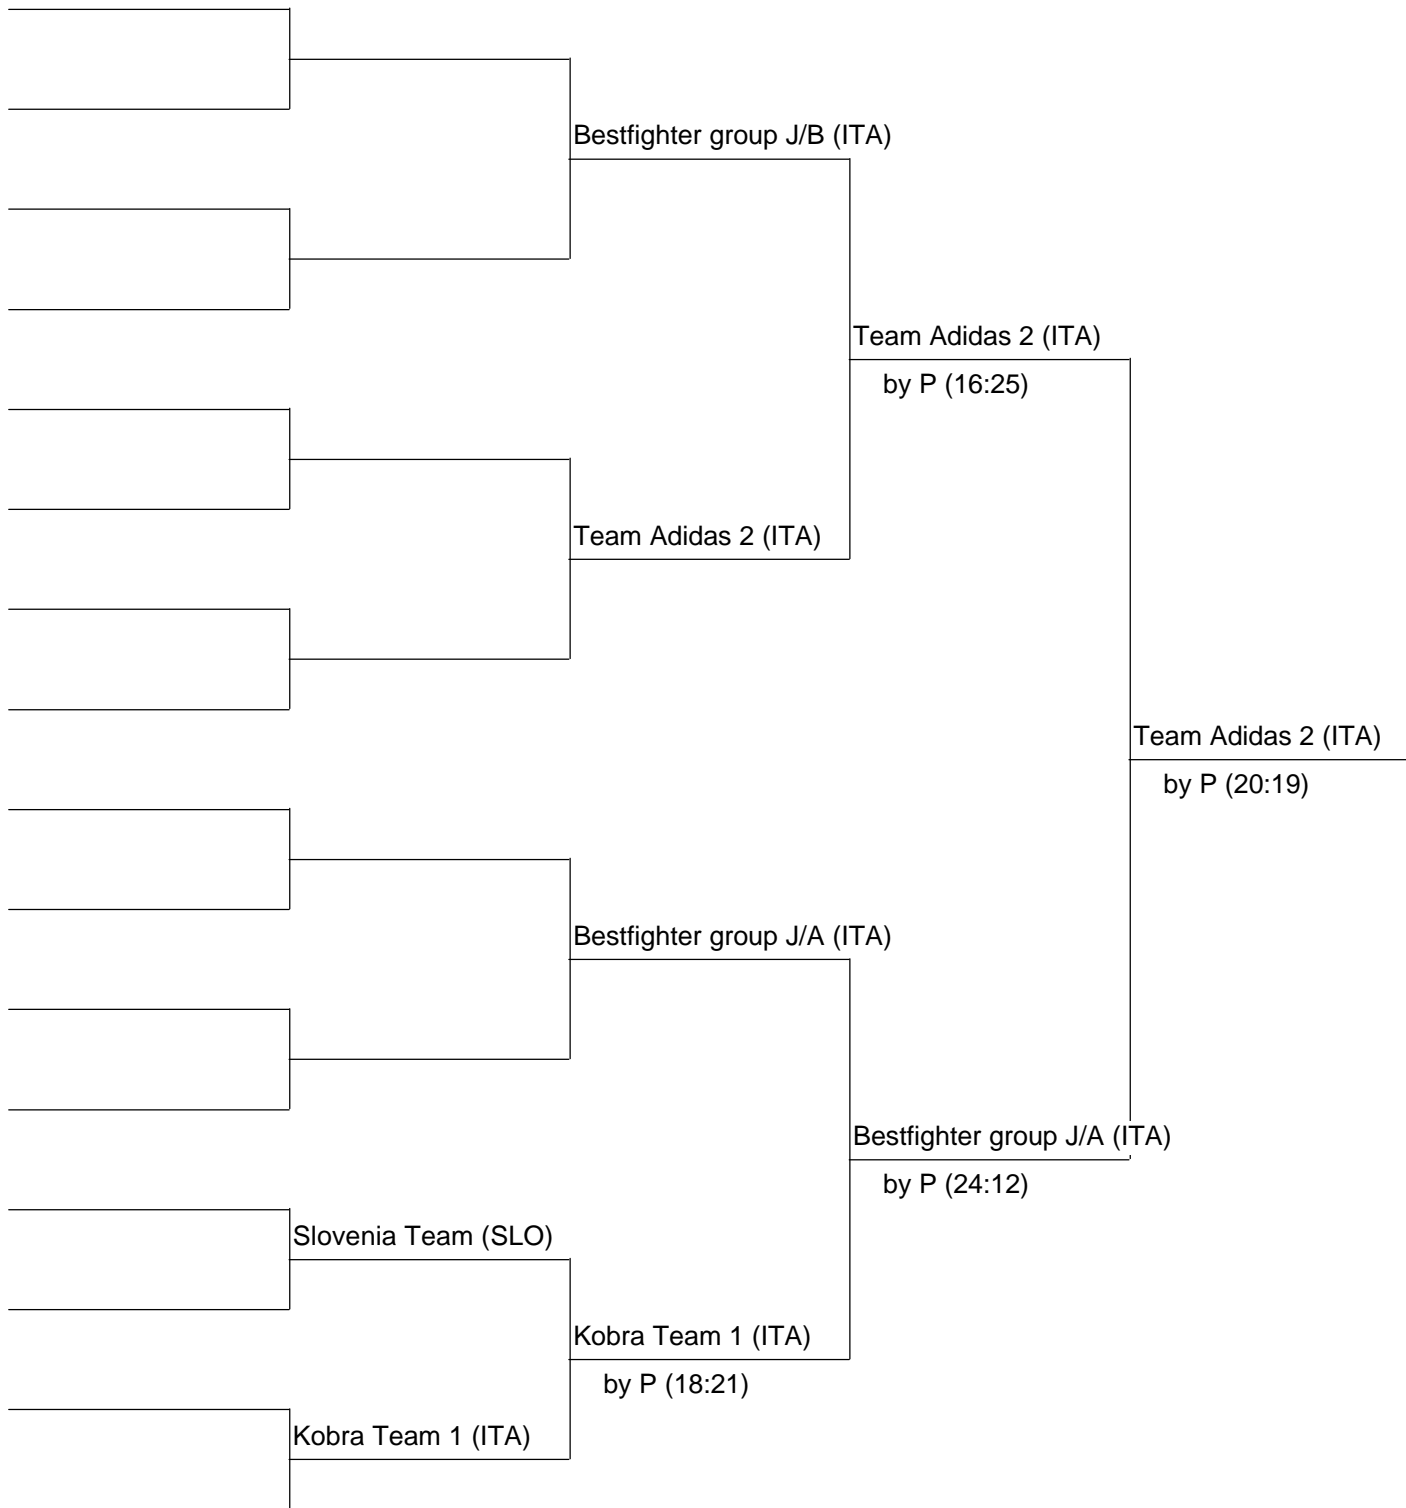 Bestfighter group J/B (ITA)
Team Adidas 2 (ITA)
by P (16:25)
Team Adidas 2 (ITA)
Team Adidas 2 (ITA)
by P (20:19)
Bestfighter group J/A (ITA)
Bestfighter group J/A (ITA)
by P (24:12)
Slovenia Team (SLO)
Kobra Team 1 (ITA)
by P (18:21)
Kobra Team 1 (ITA)